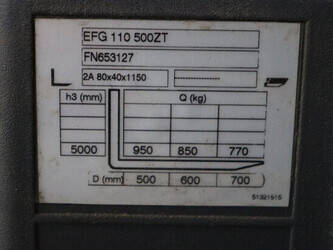 EFG 110 500ZT
FN653127
2A 80x40x1150 --------------
h3 (mm) Q (kg)
5000 950 850 770
D (mm) 500 600 700
51321515